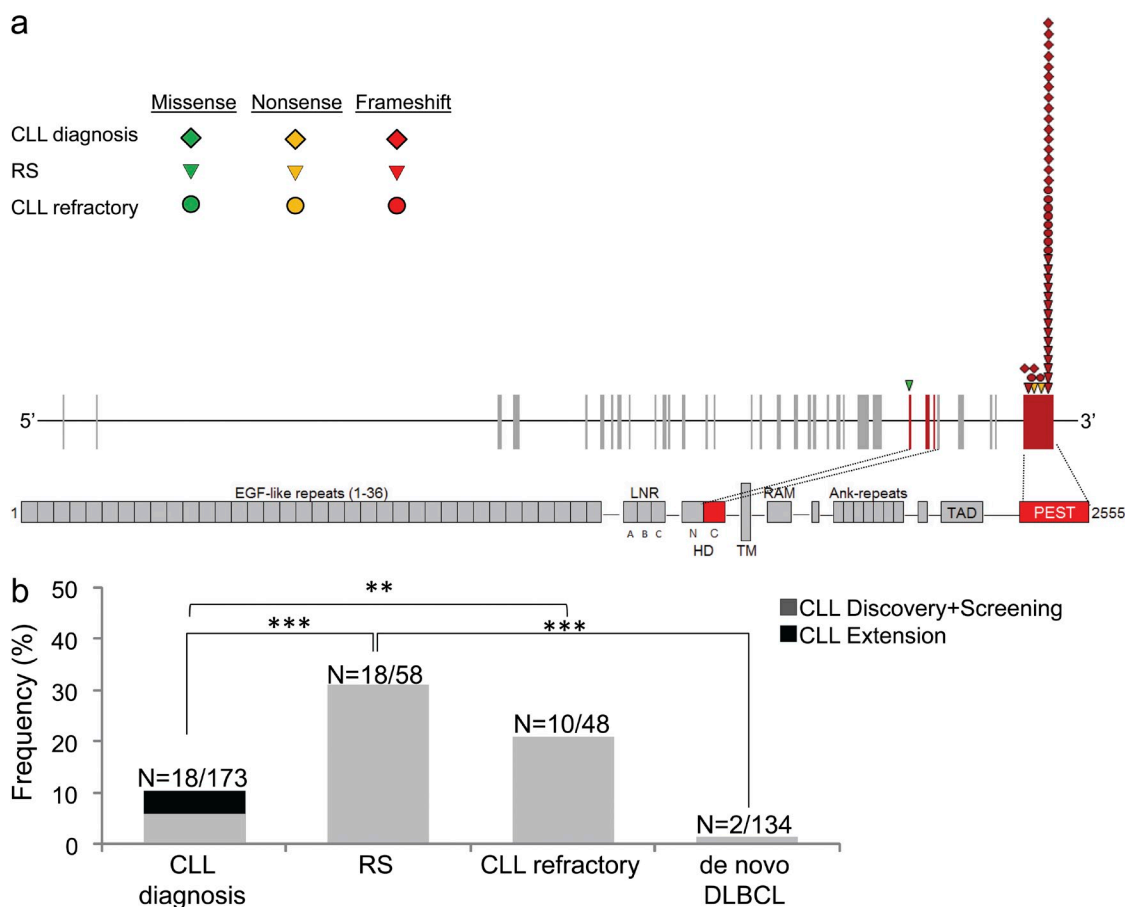 a
Missense Nonsense Frameshift
CLL diagnosis
RS
CLL refractory
5’ 3’
EGF-like repeats (1-36) LNR RAM Ank-repeats
1 TAD PEST 2555
A B C N C
HD TM
b
50
40
30
20
10
0
Frequency (%)
**
*** ***
CLL Discovery+Screening
CLL Extension
N=18/173
N=18/58
N=10/48
N=2/134
CLL diagnosis
RS
CLL refractory
de novo DLBCL